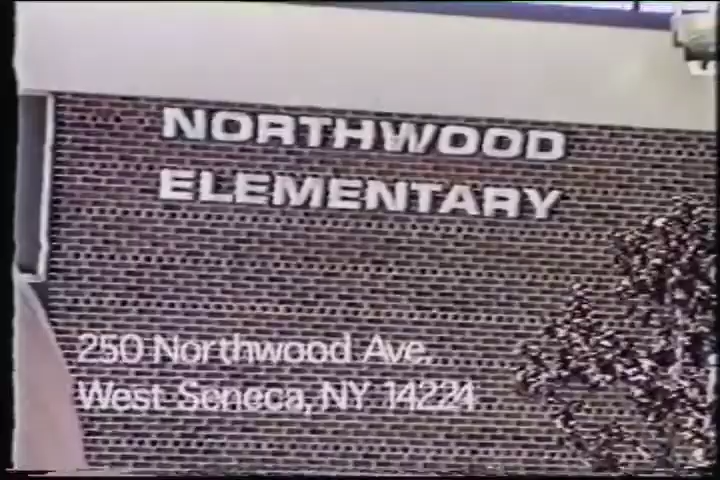 NORTHWOOD
ELEMENTARY
250 Northwood Ave.
West Seneca, NY 14224